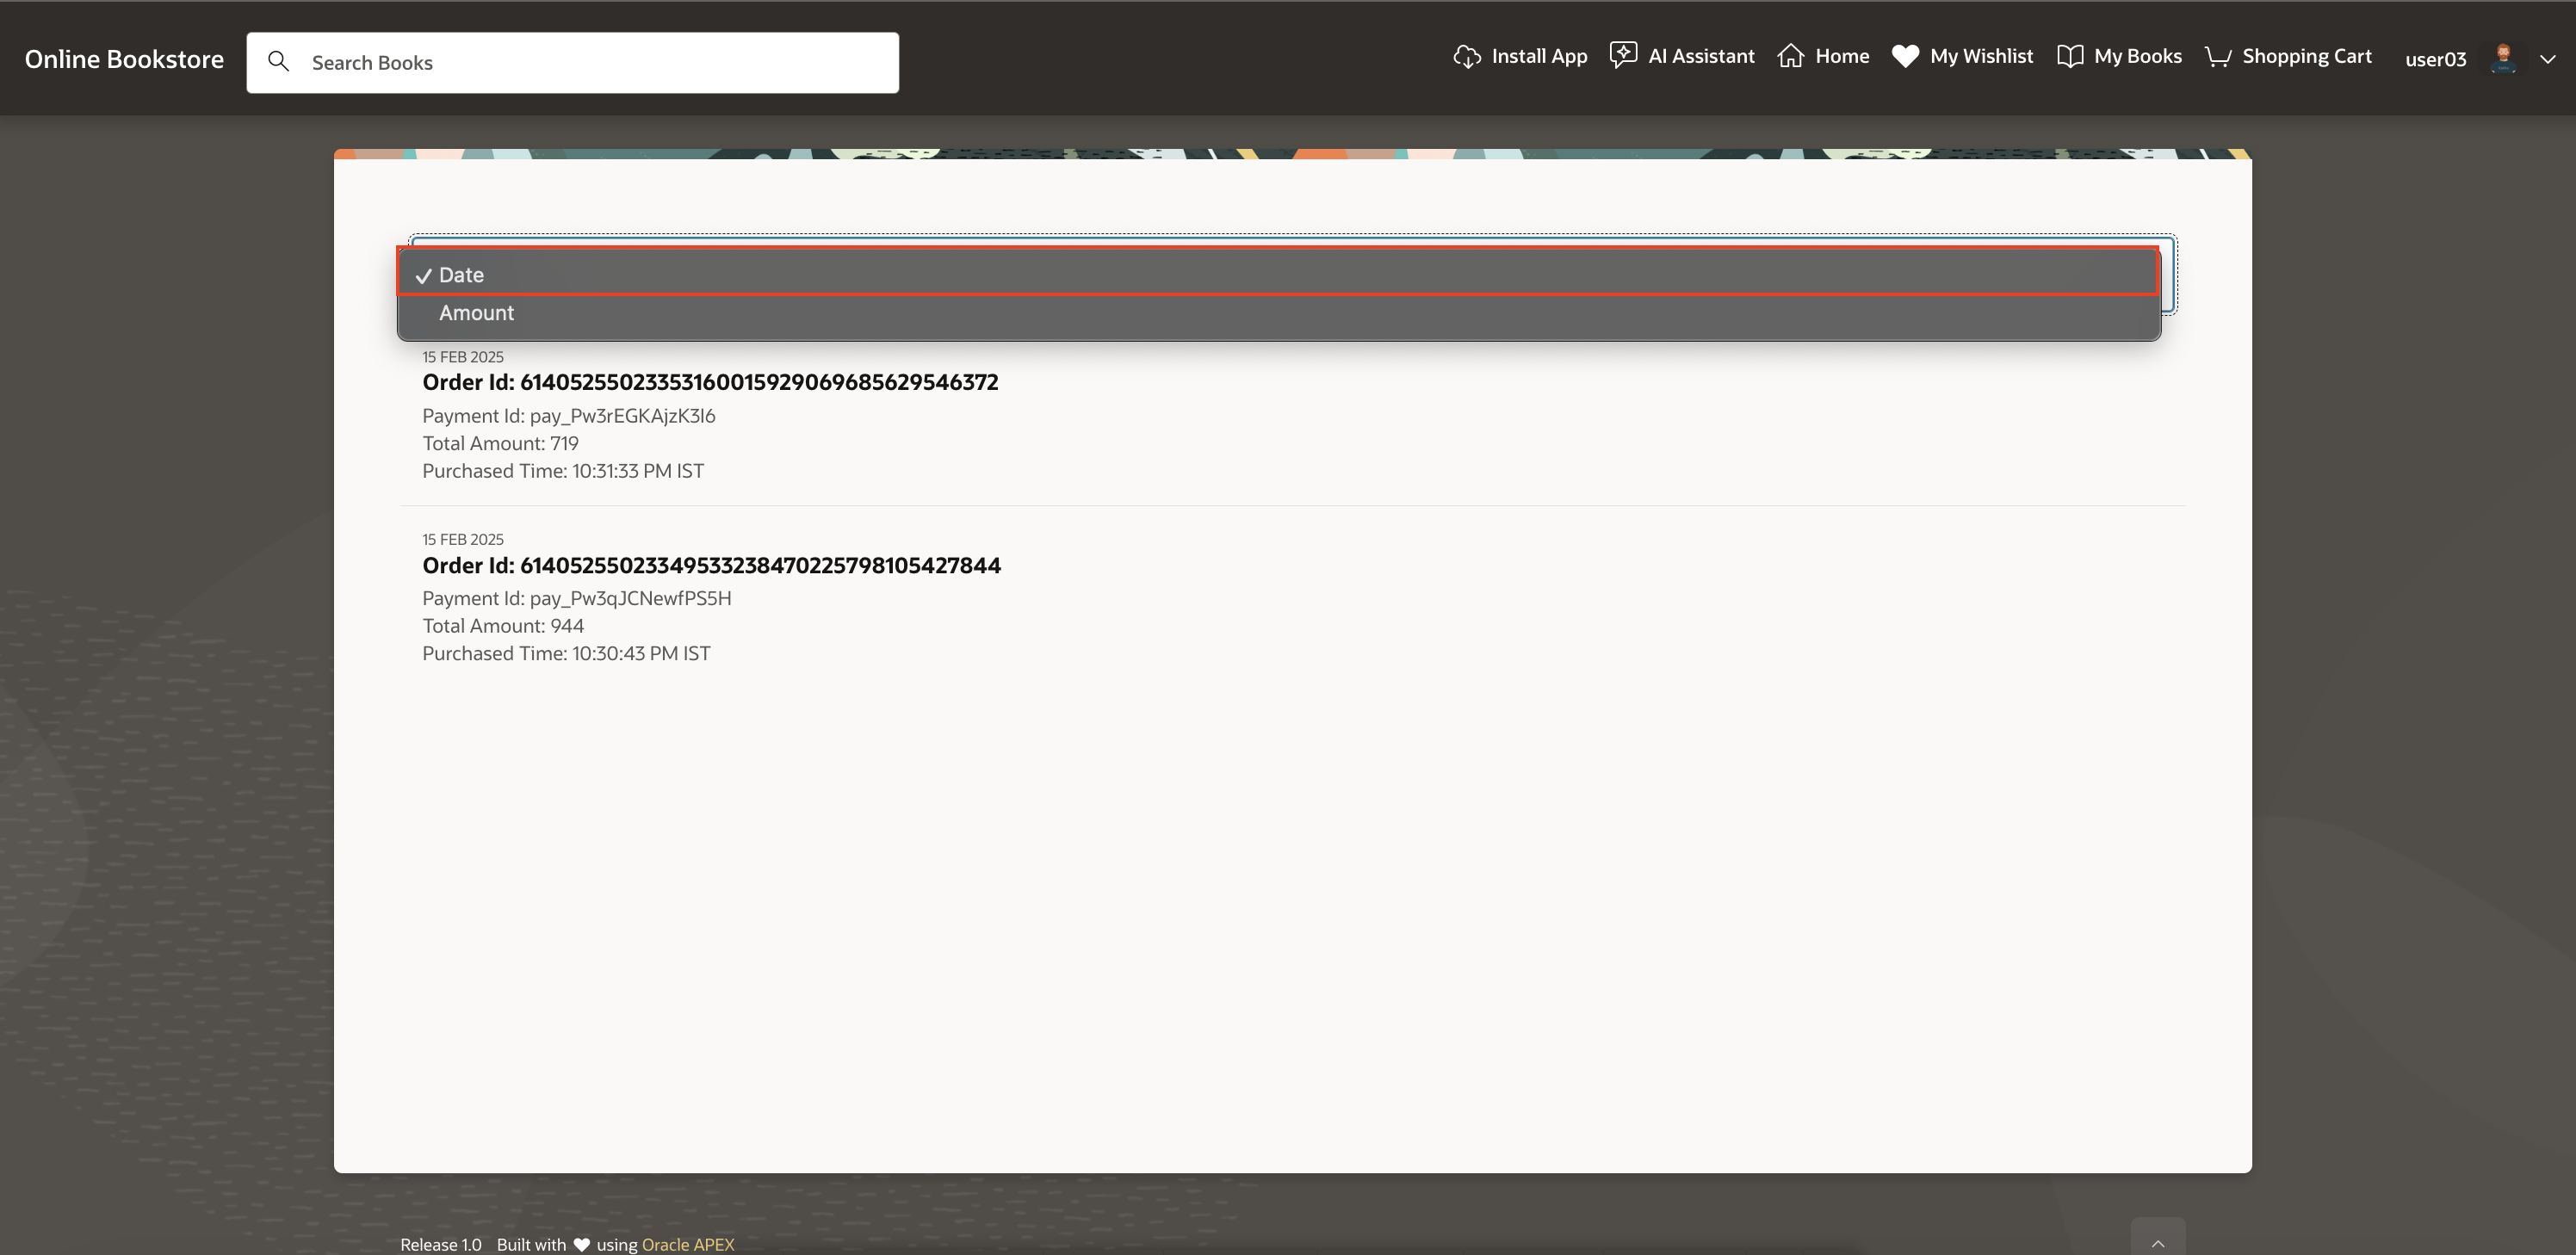 Online Bookstore
Search Books
Install App
AI Assistant
Home
My Wishlist
My Books
Shopping Cart
user03
Date
Amount
15 FEB 2025
Order Id: 61405255023353160015929069685629546372
Payment Id: pay_Pw3rEGKAjzK3I6
Total Amount: 719
Purchased Time: 10:31:33 PM IST
15 FEB 2025
Order Id: 61405255023349533238470225798105427844
Payment Id: pay_Pw3qJCNewfPS5H
Total Amount: 944
Purchased Time: 10:30:43 PM IST
Release 1.0 Built with ♥ using Oracle APEX